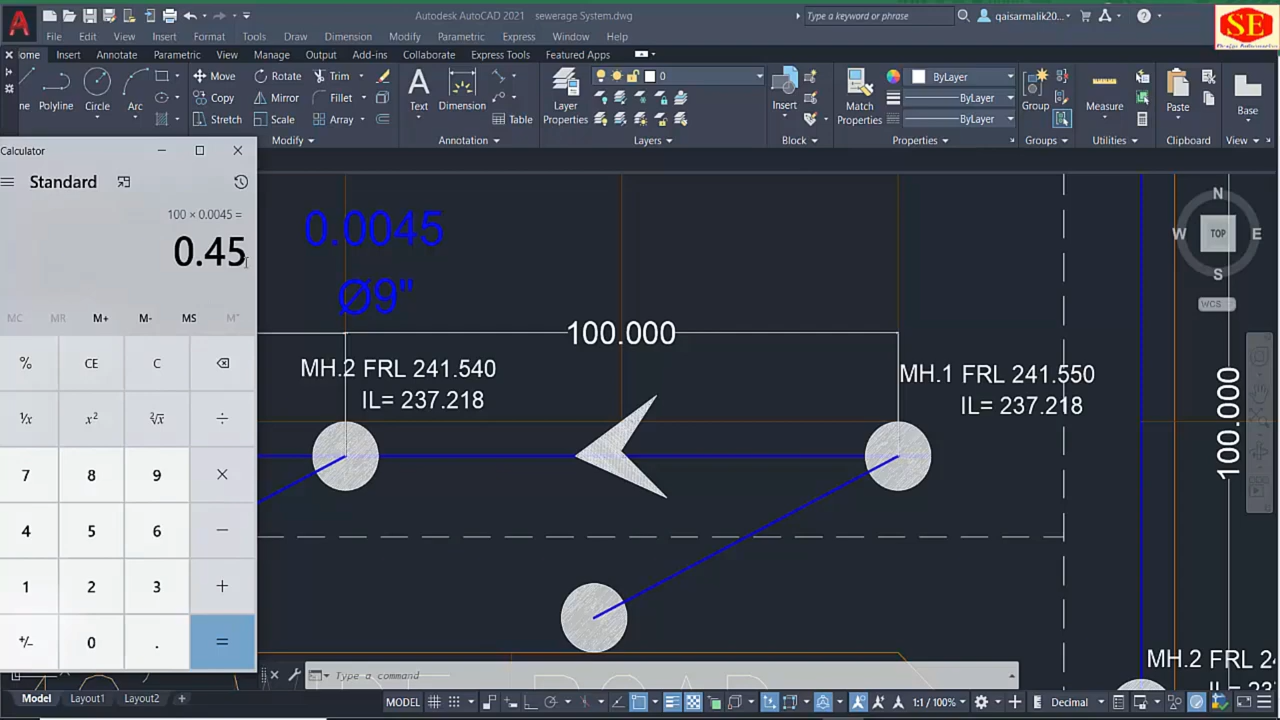 Autodesk AutoCAD 2021 sewerage System.dwg
Type a keyword or phrase
qaisarmalik20...
SE
File Edit View Insert Format Tools Draw Dimension Modify Parametric Express Window Help
ome Insert Annotate Parametric View Manage Output Add-ins Collaborate Express Tools Featured Apps
Polyline Circle Arc
Move Rotate Trim
Copy Mirror Fillet
Stretch Scale Array
Text Dimension Table
Layer Properties
0
Insert
Match Properties
ByLayer
ByLayer
ByLayer
Group
Measure
Paste
Base
Modify Annotation Layers Block Properties Groups Utilities Clipboard View
Calculator
Standard
100 × 0.0045 =
0.45
MC MR M+ M- MS M˅
% CE C
¹/x x² ²√x ÷
7 8 9 ×
4 5 6 −
1 2 3 +
+/- 0 . =
0.0045
Ø9"
100.000
MH.2 FRL 241.540
IL= 237.218
MH.1 FRL 241.550
IL= 237.218
100.000
N
W TOP E
S
WCS
MH.2 FRL 24
Type a command
Model Layout1 Layout2 +
MODEL 1:1 / 100% Decimal